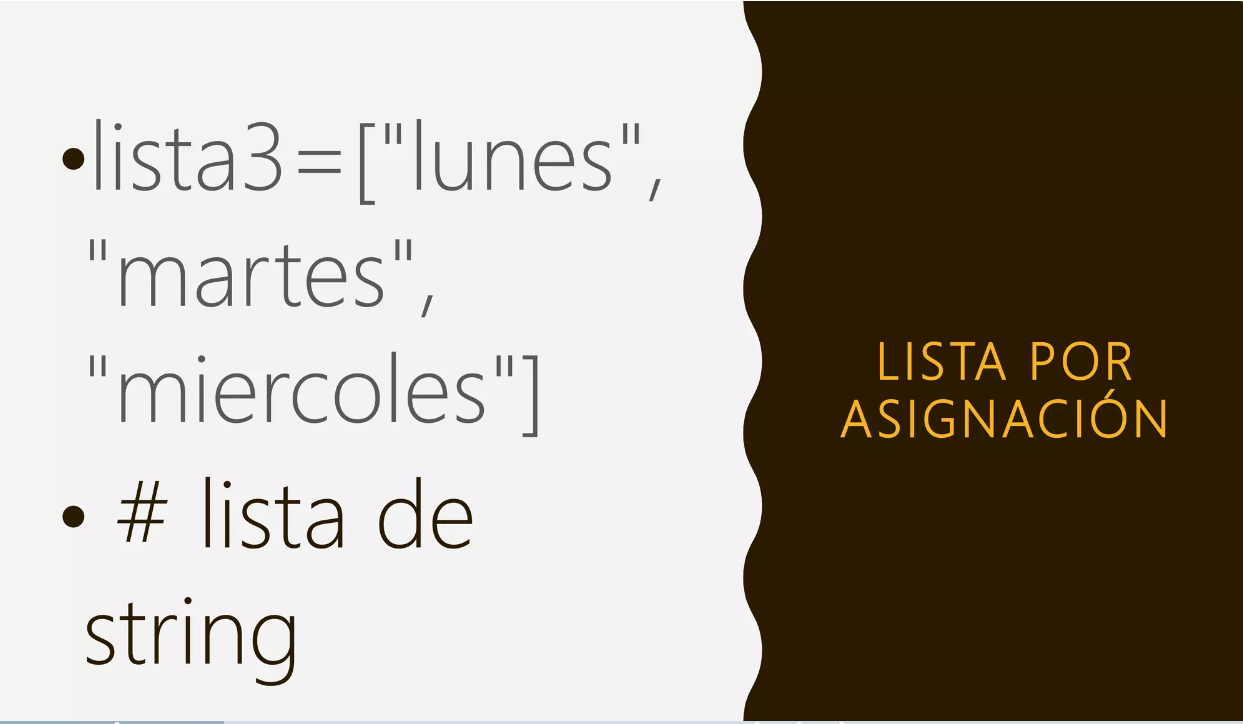 •lista3=["lunes",
"martes",
"miercoles"]
• # lista de
string
LISTA POR
ASIGNACIÓN